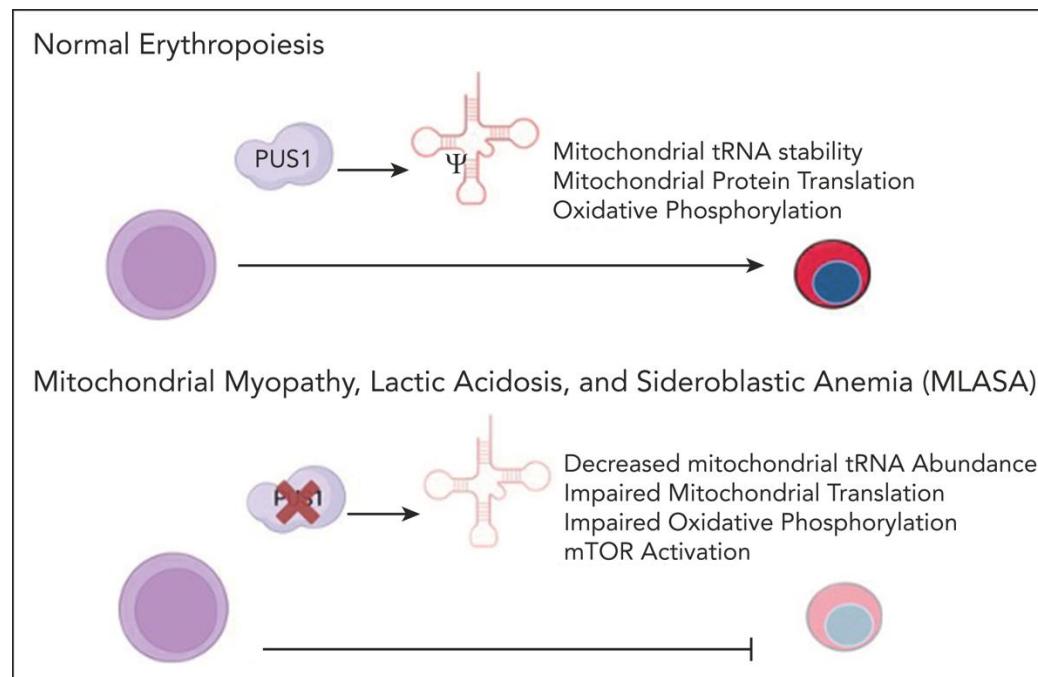 Normal Erythropoiesis
PUS1
Ψ
Mitochondrial tRNA stability
Mitochondrial Protein Translation
Oxidative Phosphorylation
Mitochondrial Myopathy, Lactic Acidosis, and Sideroblastic Anemia (MLASA)
PUS1
Decreased mitochondrial tRNA Abundance
Impaired Mitochondrial Translation
Impaired Oxidative Phosphorylation
mTOR Activation